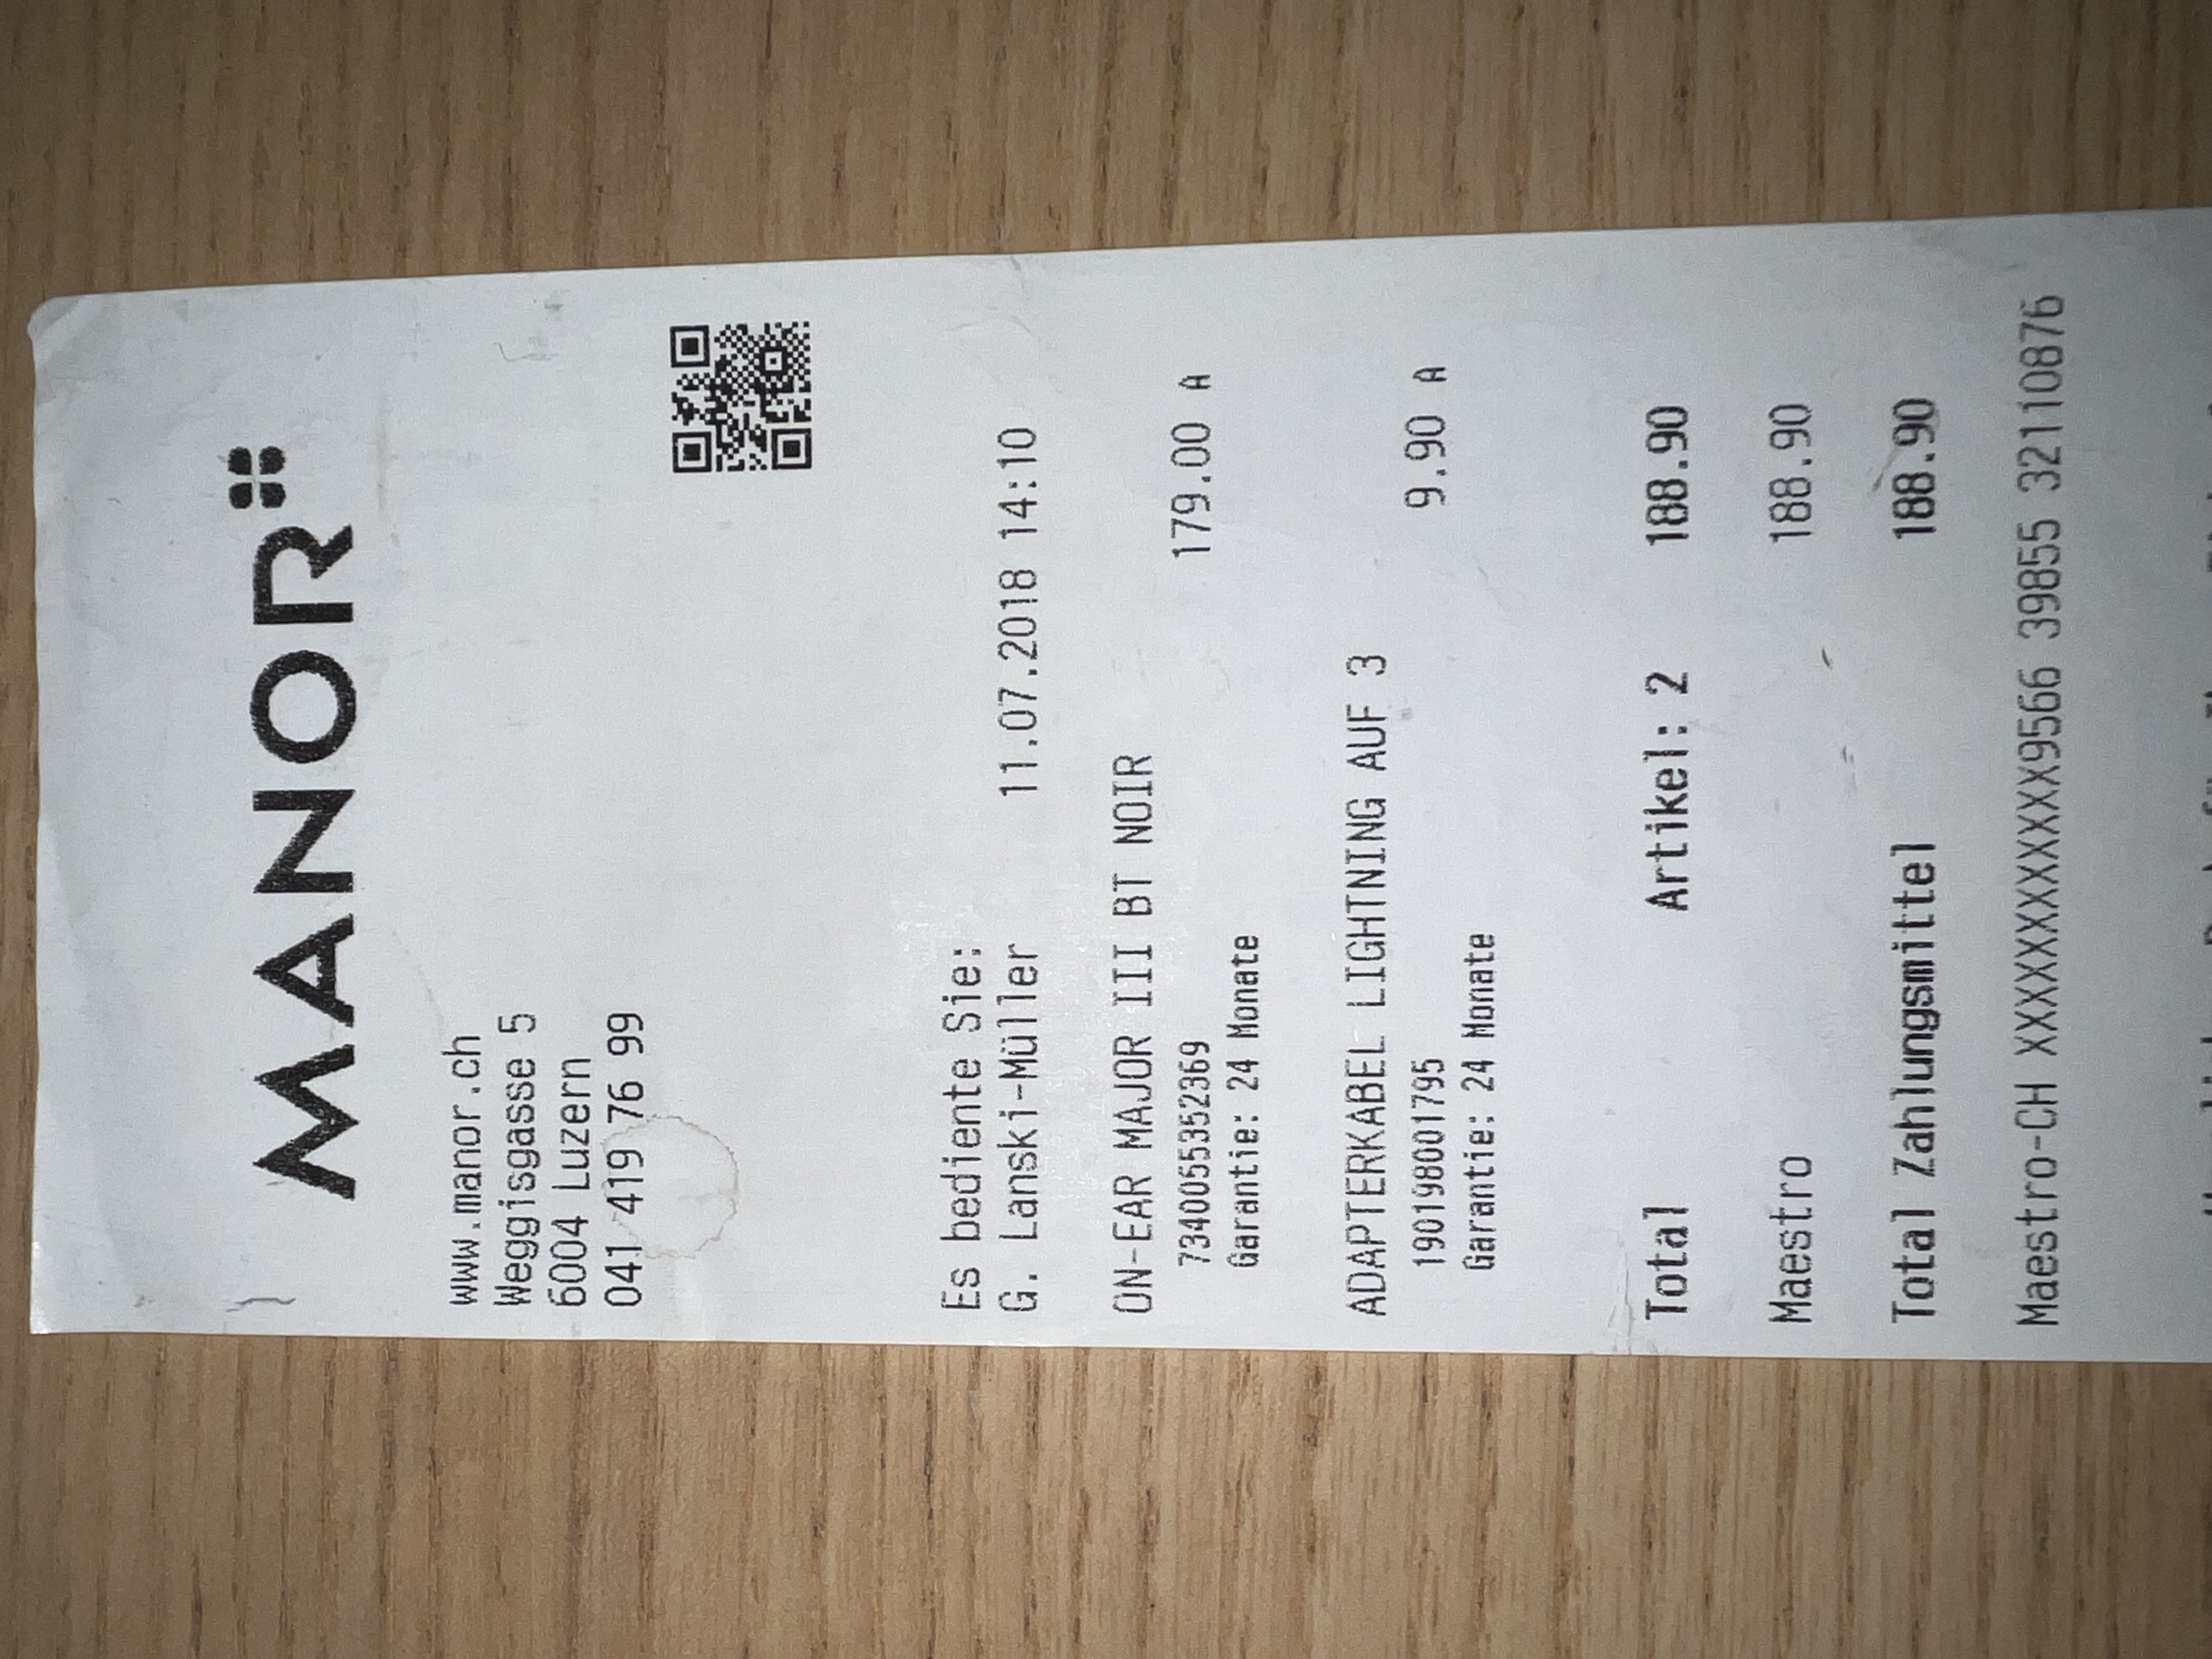 MANOR
www.manor.ch
Weggisgasse 5
6004 Luzern
041 419 76 99
Es bediente Sie:
G. Lanski-Müller 11.07.2018 14:10
ON-EAR MAJOR III BT NOIR
7340055352369 179.00 A
Garantie: 24 Monate
ADAPTERKABEL LIGHTNING AUF 3
190198001795 9.90 A
Garantie: 24 Monate
Total Artikel: 2 188.90
Maestro 188.90
Total Zahlungsmittel 188.90
Maestro-CH XXXXXXXXXXXX9566 39855 32110876